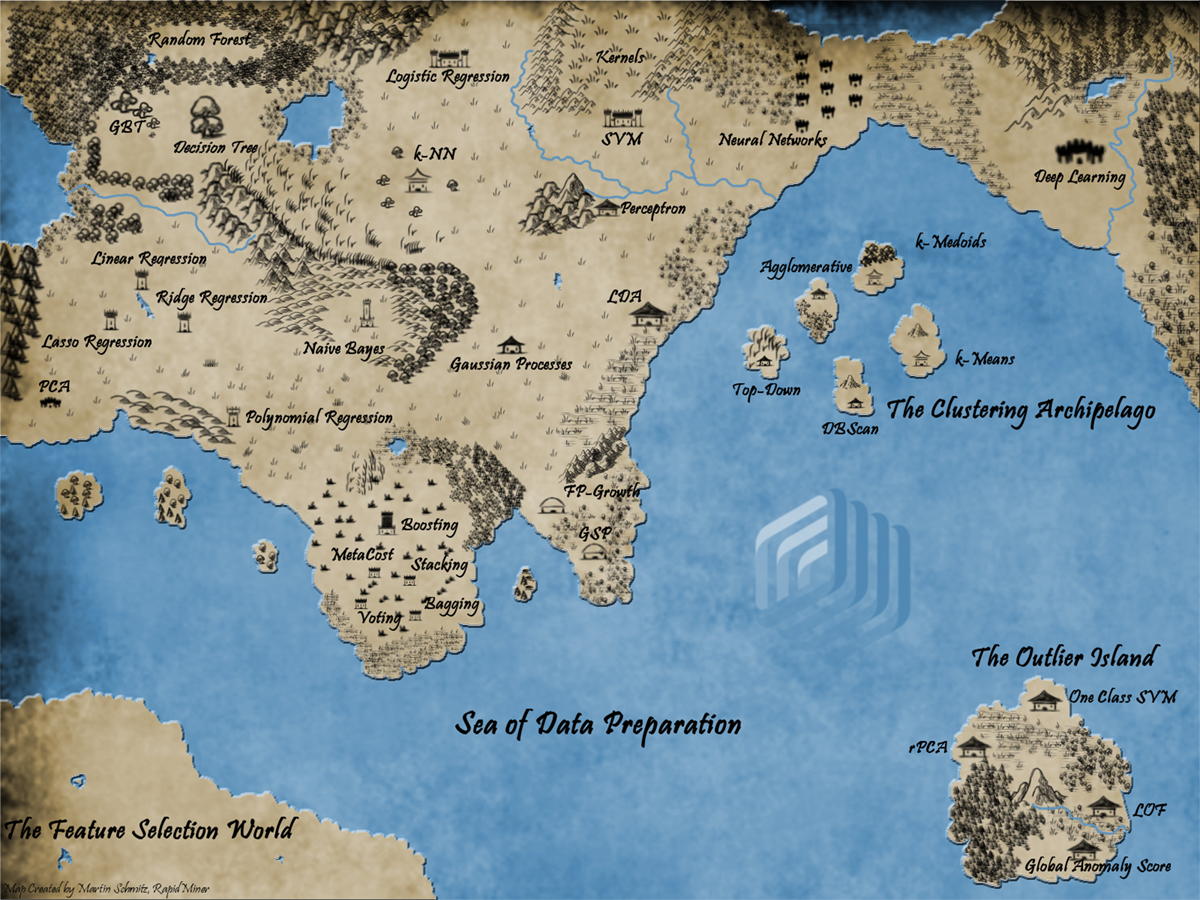 Random Forest
Logistic Regression
Kernels
GBT
Decision Tree
k-NN
SVM
Neural Networks
Deep Learning
Perceptron
Linear Regression
Ridge Regression
Lasso Regression
Naive Bayes
LDA
Gaussian Processes
PCA
Polynomial Regression
k-Medoids
Agglomerative
k-Means
Top-Down
DBScan
The Clustering Archipelago
FP-Growth
GSP
Boosting
MetaCost
Stacking
Bagging
Voting
The Outlier Island
One Class SVM
rPCA
LOF
Global Anomaly Score
Sea of Data Preparation
The Feature Selection World
Map Created by Martin Schmitz, RapidMiner